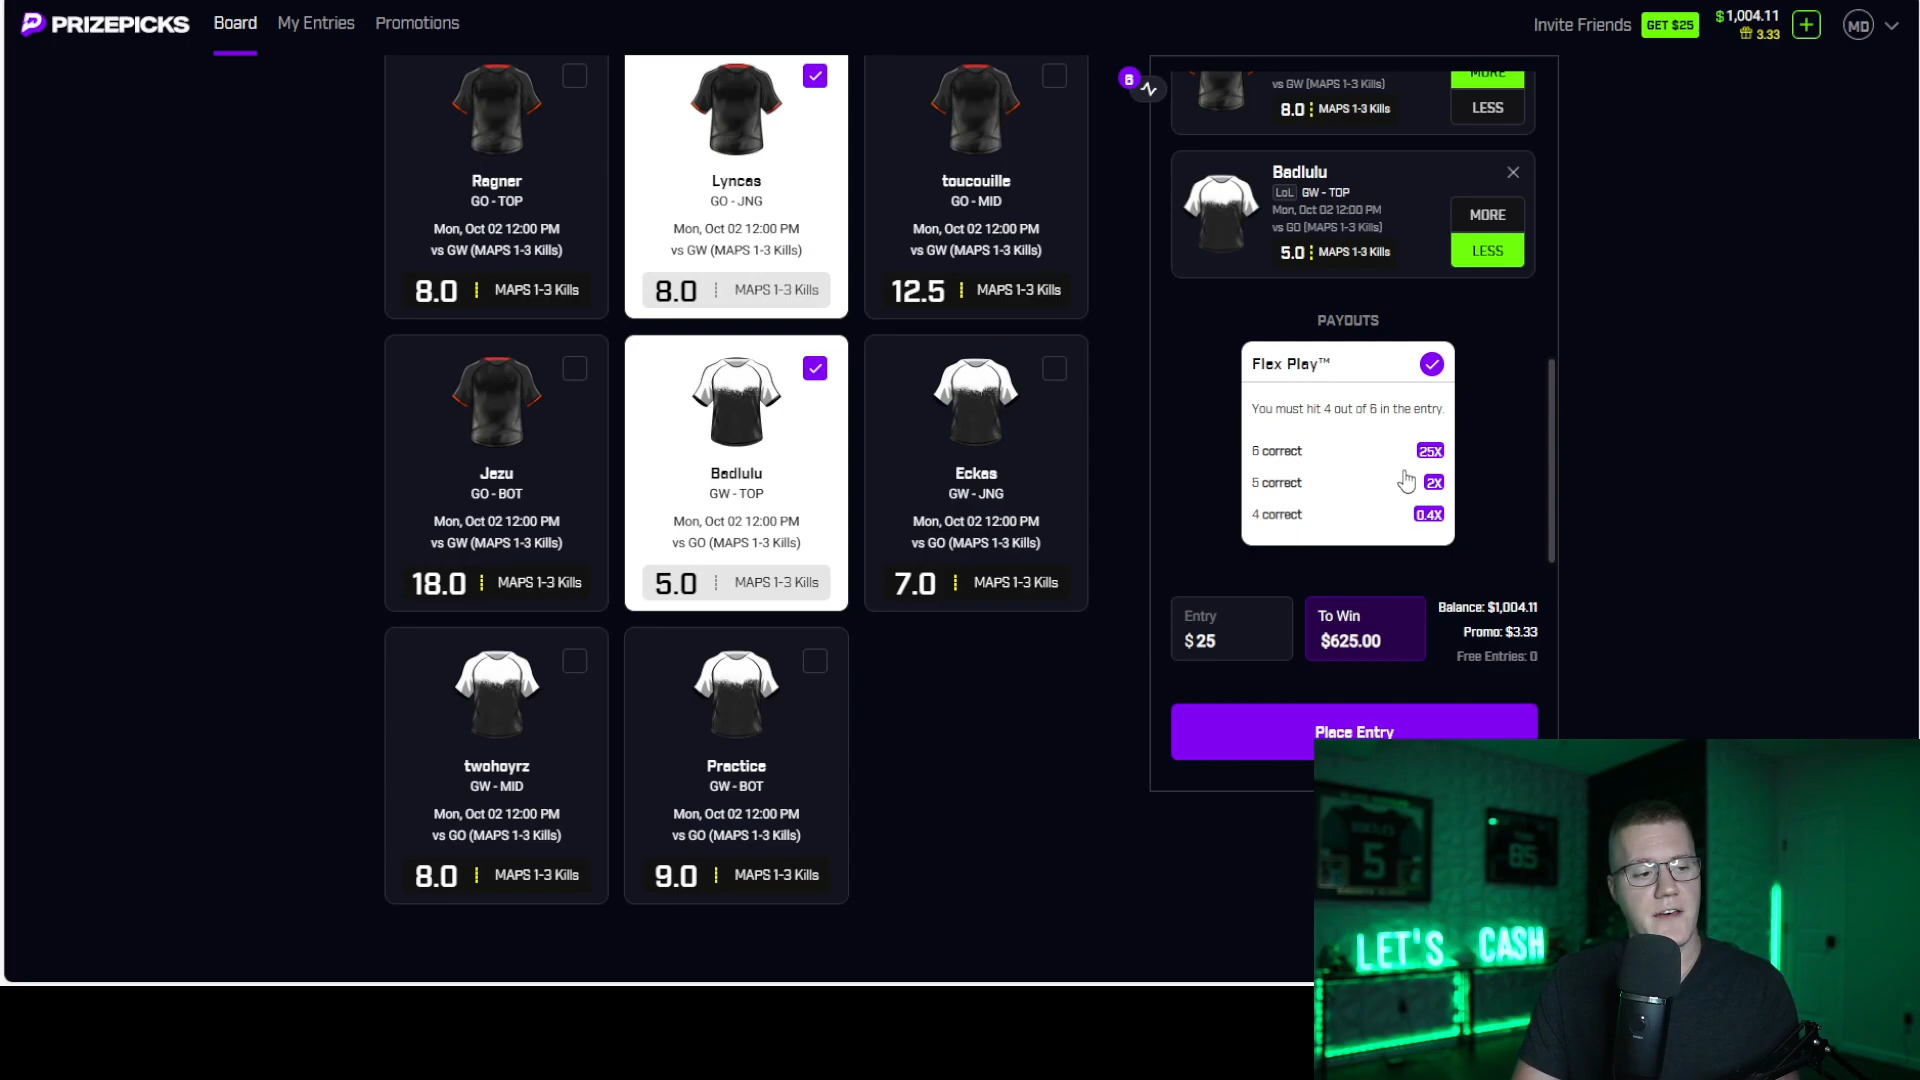 PRIZEPICKS
Board
My Entries
Promotions
Invite Friends
GET $25
$1,004.11
3.33
MD
Ragner
GO - TOP
Mon, Oct 02 12:00 PM
vs GW (MAPS 1-3 Kills)
8.0 MAPS 1-3 Kills
Lyncas
GO - JNG
Mon, Oct 02 12:00 PM
vs GW (MAPS 1-3 Kills)
8.0 MAPS 1-3 Kills
toucouille
GO - MID
Mon, Oct 02 12:00 PM
vs GW (MAPS 1-3 Kills)
12.5 MAPS 1-3 Kills
Jezu
GO - BOT
Mon, Oct 02 12:00 PM
vs GW (MAPS 1-3 Kills)
18.0 MAPS 1-3 Kills
Badlulu
GW - TOP
Mon, Oct 02 12:00 PM
vs GO (MAPS 1-3 Kills)
5.0 MAPS 1-3 Kills
Eckas
GW - JNG
Mon, Oct 02 12:00 PM
vs GO (MAPS 1-3 Kills)
7.0 MAPS 1-3 Kills
twohoyrz
GW - MID
Mon, Oct 02 12:00 PM
vs GO (MAPS 1-3 Kills)
8.0 MAPS 1-3 Kills
Practice
GW - BOT
Mon, Oct 02 12:00 PM
vs GO (MAPS 1-3 Kills)
9.0 MAPS 1-3 Kills
6
MORE
vs GW (MAPS 1-3 Kills)
8.0 MAPS 1-3 Kills
LESS
Badlulu
LoL GW - TOP
Mon, Oct 02 12:00 PM
vs GO (MAPS 1-3 Kills)
5.0 MAPS 1-3 Kills
MORE
LESS
PAYOUTS
Flex Play™
You must hit 4 out of 6 in the entry.
6 correct 25X
5 correct 2X
4 correct 0.4X
Entry
$ 25
To Win
$625.00
Balance: $1,004.11
Promo: $3.33
Free Entries: 0
Place Entry
5
85
LET'S CASH